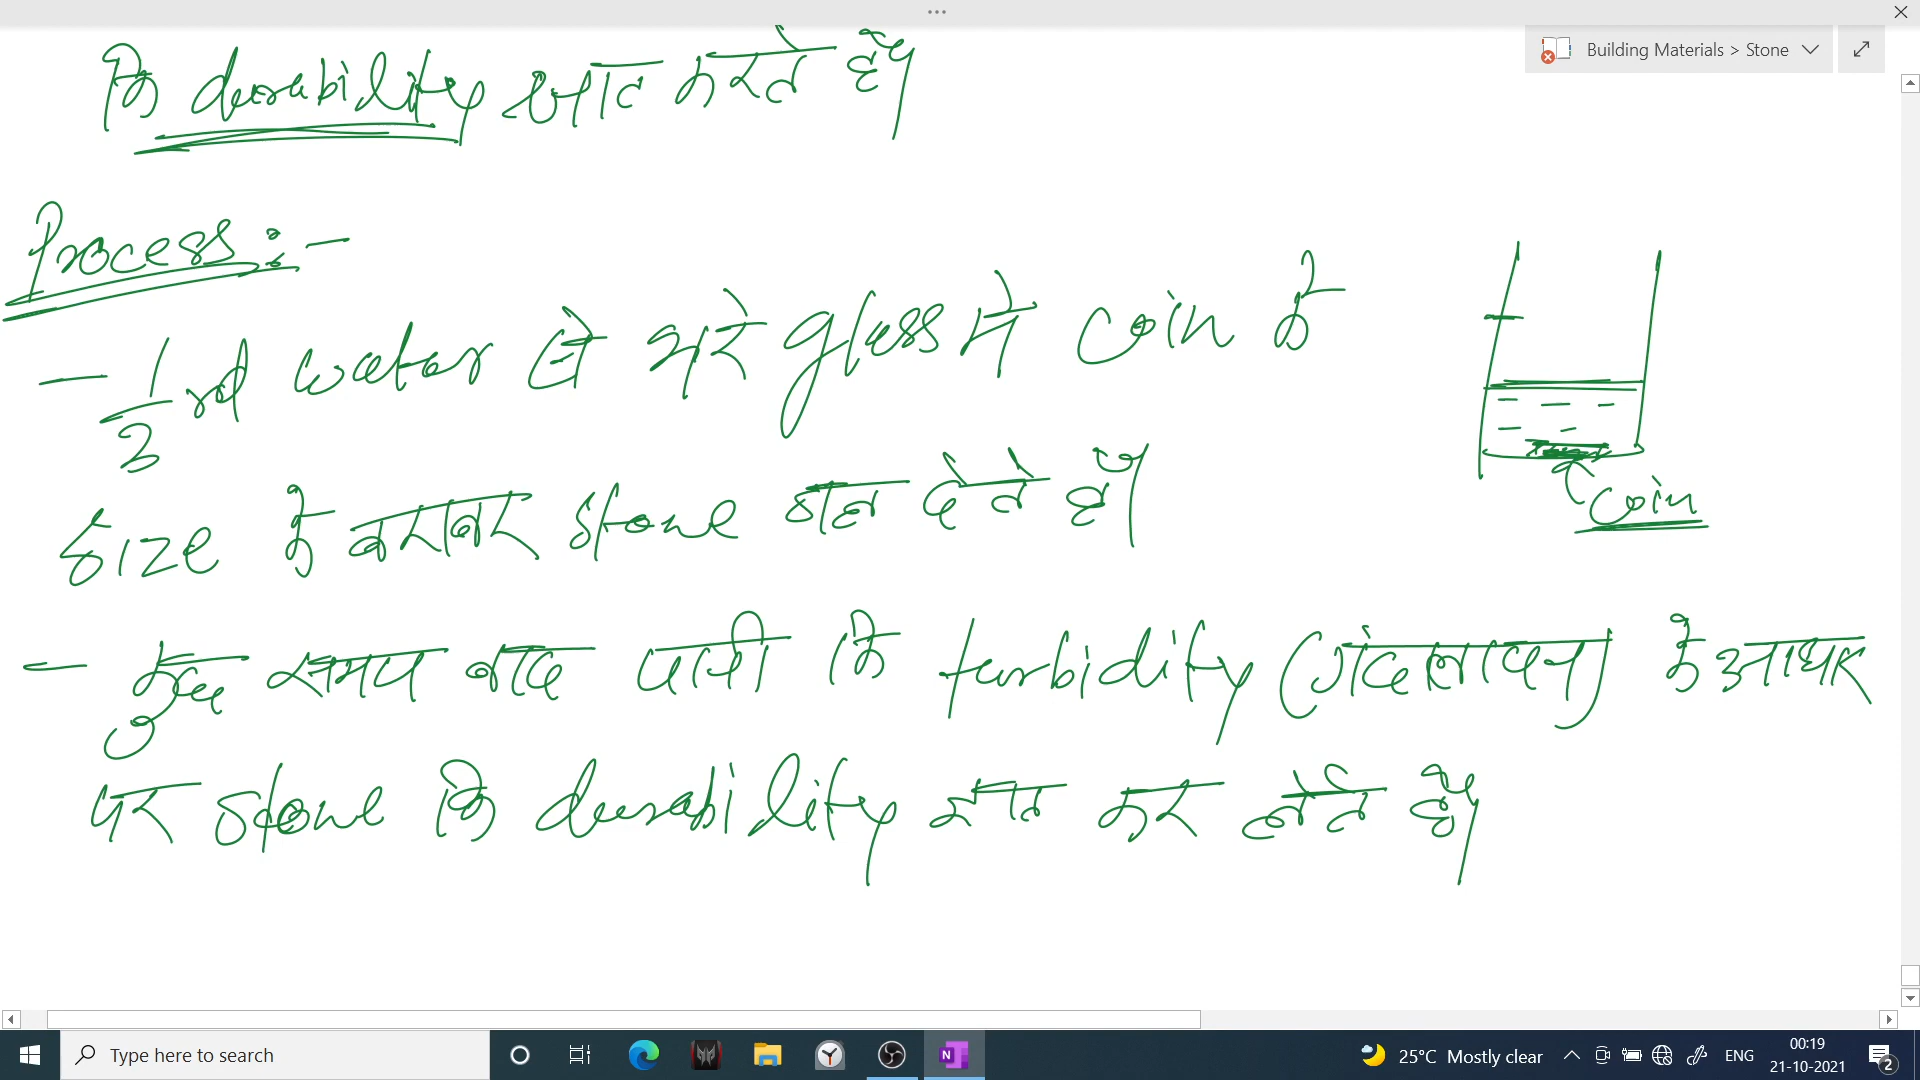 Building Materials > Stone
कि durability ज्ञात करते हैं।
Process :-
- 1/3 rd water से भरे glass में coin के
size के बराबर stone डाल देते हैं।
coin
- कुछ समय बाद पानी कि turbidity (गंदलापन) के आधार
पर stone कि durability ज्ञात कर लेते हैं।
Type here to search
25°C Mostly clear
ENG
00:19
21-10-2021
2